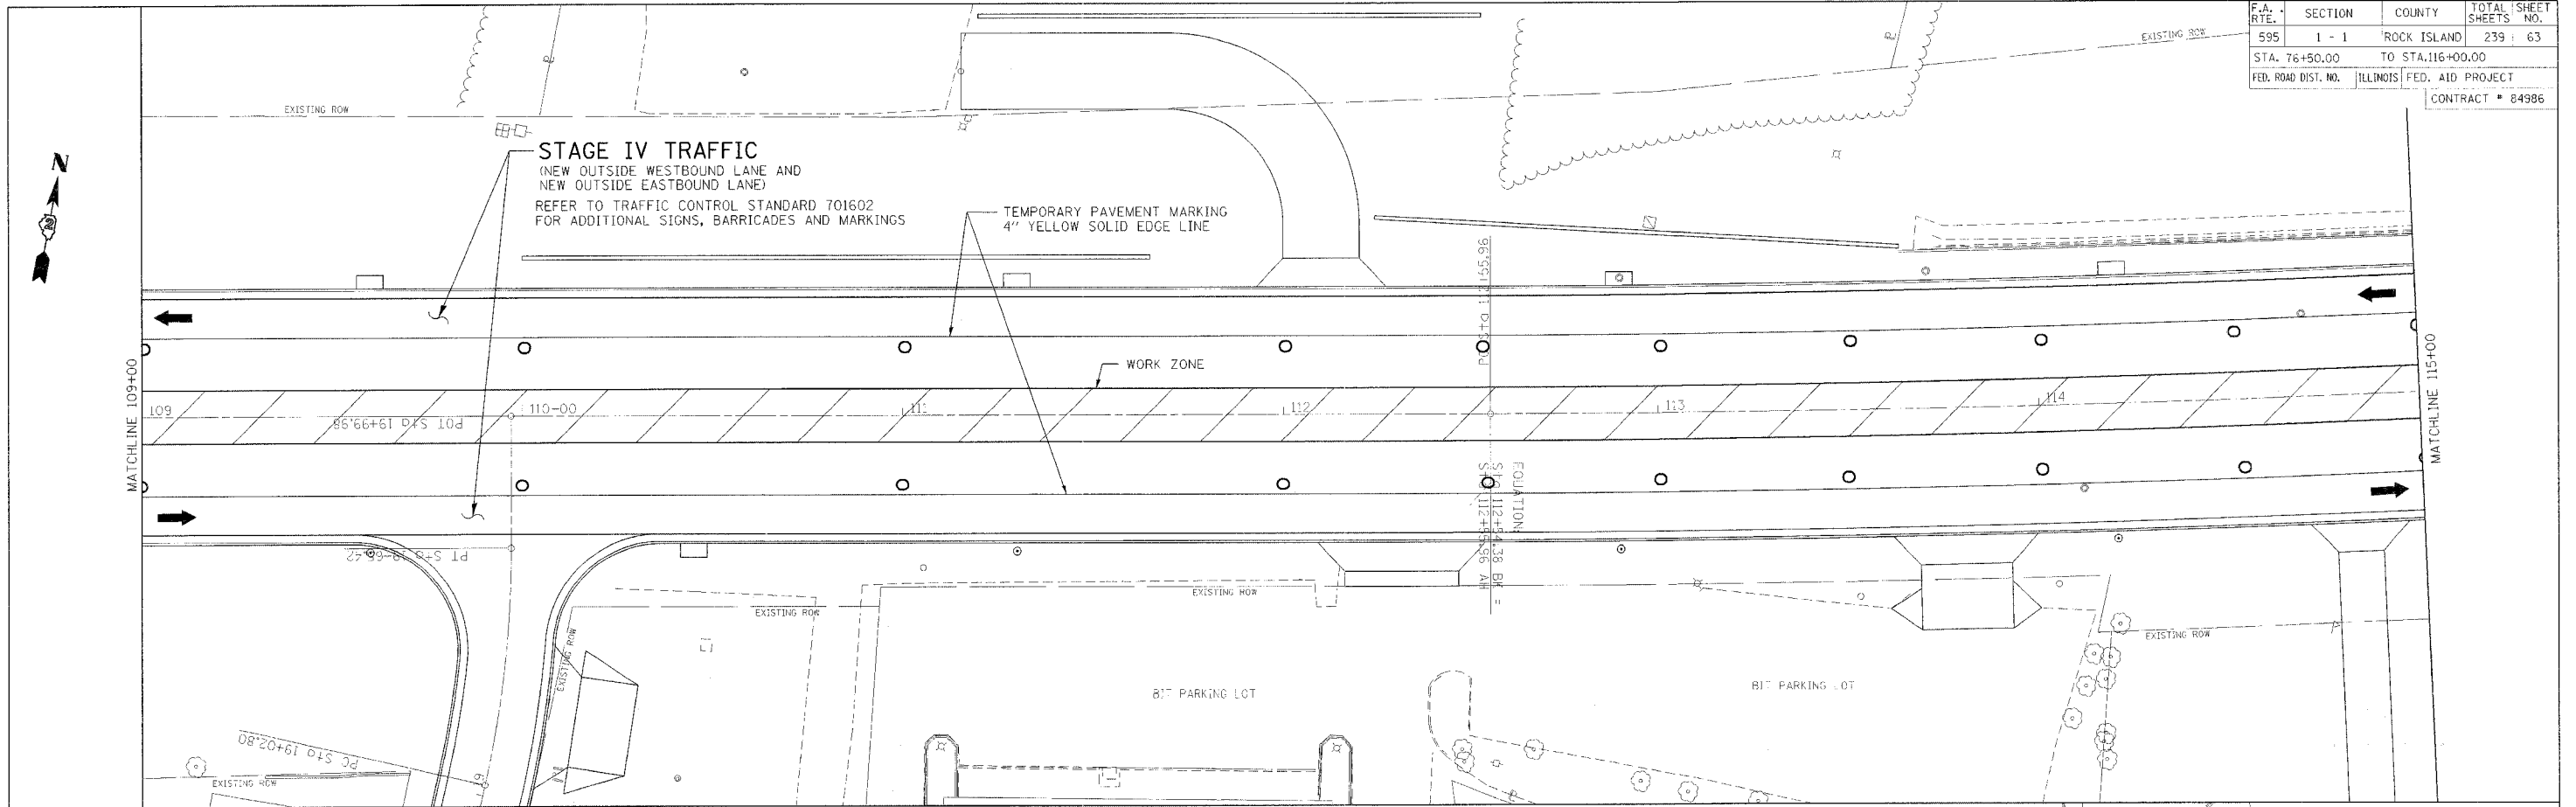 F.A. RTE. SECTION COUNTY TOTAL SHEETS SHEET NO.
595 1 - 1 ROCK ISLAND 239 63
STA. 76+50.00 TO STA.116+00.00
FED. ROAD DIST. NO. ILLINOIS FED. AID PROJECT
CONTRACT # 84986
EXISTING ROW
EXISTING ROW
N
2
STAGE IV TRAFFIC
(NEW OUTSIDE WESTBOUND LANE AND
NEW OUTSIDE EASTBOUND LANE)
REFER TO TRAFFIC CONTROL STANDARD 701602
FOR ADDITIONAL SIGNS, BARRICADES AND MARKINGS
TEMPORARY PAVEMENT MARKING
4" YELLOW SOLID EDGE LINE
WORK ZONE
MATCHLINE 109+00
MATCHLINE 115+00
109
110-00
111
112
113
114
POT Sta 19+99.98
EQUATION
PT Sta
PC Sta 19+02.80
19
EXISTING ROW
EXISTING ROW
EXISTING ROW
EXISTING ROW
EXISTING ROW
BIT PARKING LOT
BIT PARKING LOT